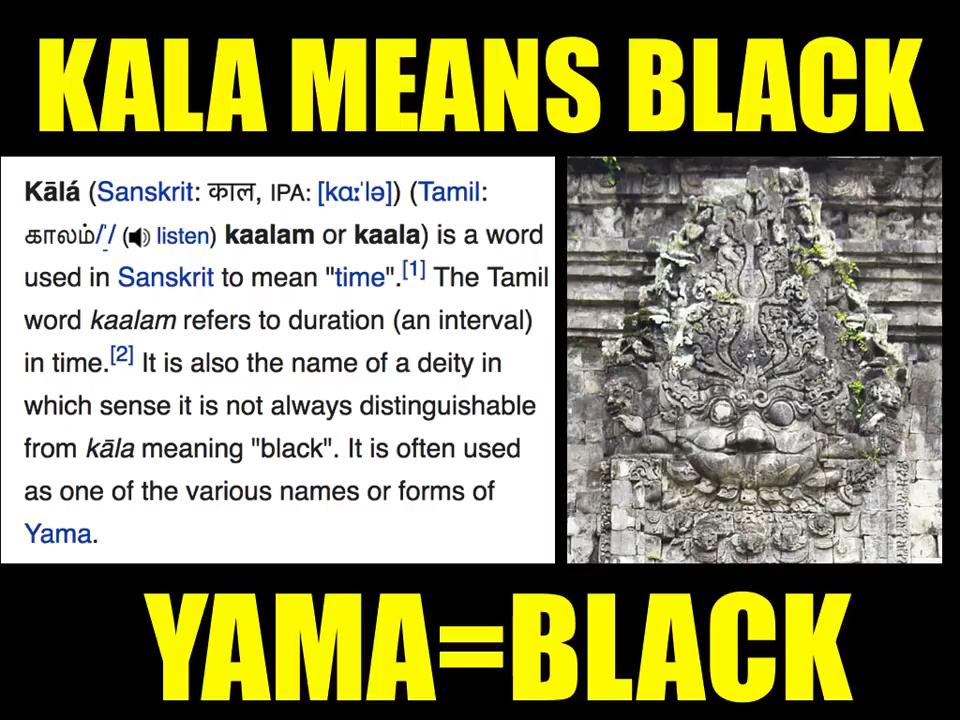 KALA MEANS BLACK
Kālá (Sanskrit: काल, IPA: [kɑːˈlə]) (Tamil:
காலம்/ˈ/ (listen) kaalam or kaala) is a word
used in Sanskrit to mean "time".[1] The Tamil
word kaalam refers to duration (an interval)
in time.[2] It is also the name of a deity in
which sense it is not always distinguishable
from kāla meaning "black". It is often used
as one of the various names or forms of
Yama.
YAMA=BLACK